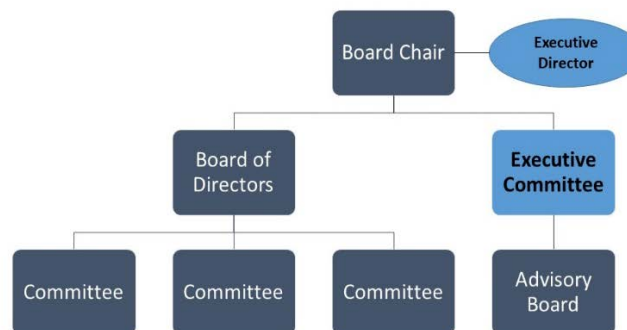 Board Chair
Executive
Director
Board of
Directors
Executive
Committee
Committee
Committee
Committee
Advisory
Board